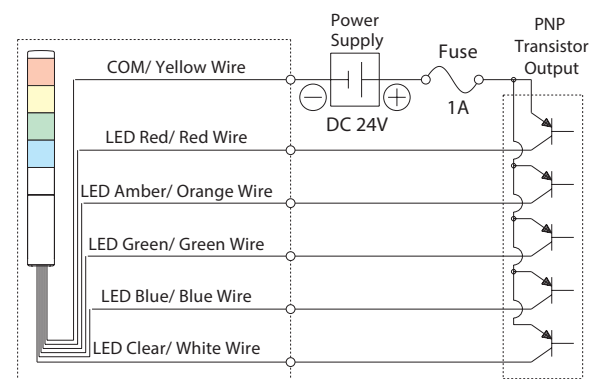 Power
Supply
Fuse
PNP
Transistor
Output
COM/ Yellow Wire
DC 24V
1A
LED Red/ Red Wire
LED Amber/ Orange Wire
LED Green/ Green Wire
LED Blue/ Blue Wire
LED Clear/ White Wire